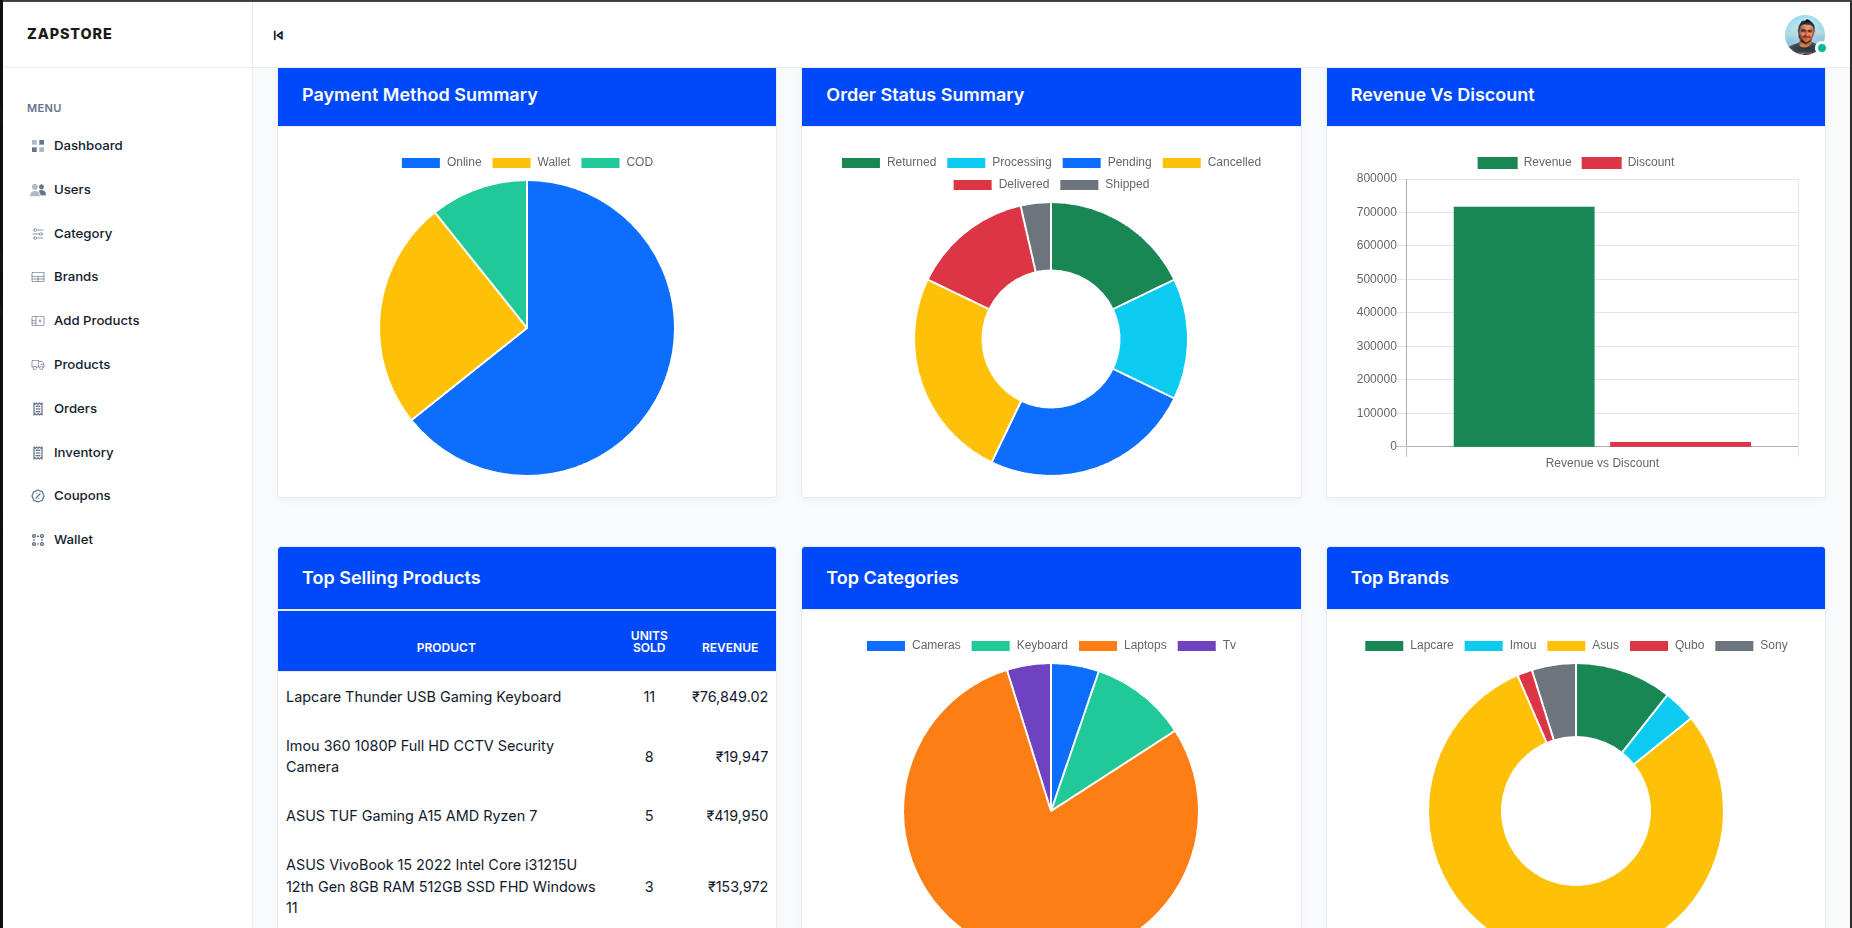 ZAPSTORE
MENU
Dashboard
Users
Category
Brands
Add Products
Products
Orders
Inventory
Coupons
Wallet
Payment Method Summary
Online Wallet COD
Order Status Summary
Returned Processing Pending Cancelled
Delivered Shipped
Revenue Vs Discount
Revenue Discount
800000
700000
600000
500000
400000
300000
200000
100000
0
Revenue vs Discount
Top Selling Products
PRODUCT UNITS SOLD REVENUE
Lapcare Thunder USB Gaming Keyboard 11 ₹76,849.02
Imou 360 1080P Full HD CCTV Security
Camera 8 ₹19,947
ASUS TUF Gaming A15 AMD Ryzen 7 5 ₹419,950
ASUS VivoBook 15 2022 Intel Core i31215U
12th Gen 8GB RAM 512GB SSD FHD Windows 3 ₹153,972
11
Top Categories
Cameras Keyboard Laptops Tv
Top Brands
Lapcare Imou Asus Qubo Sony